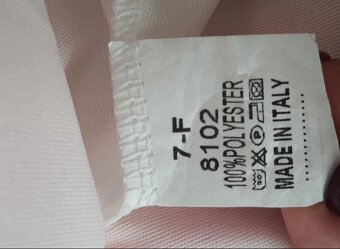 7-F
8102
100%POLYESTER
MADE IN ITALY